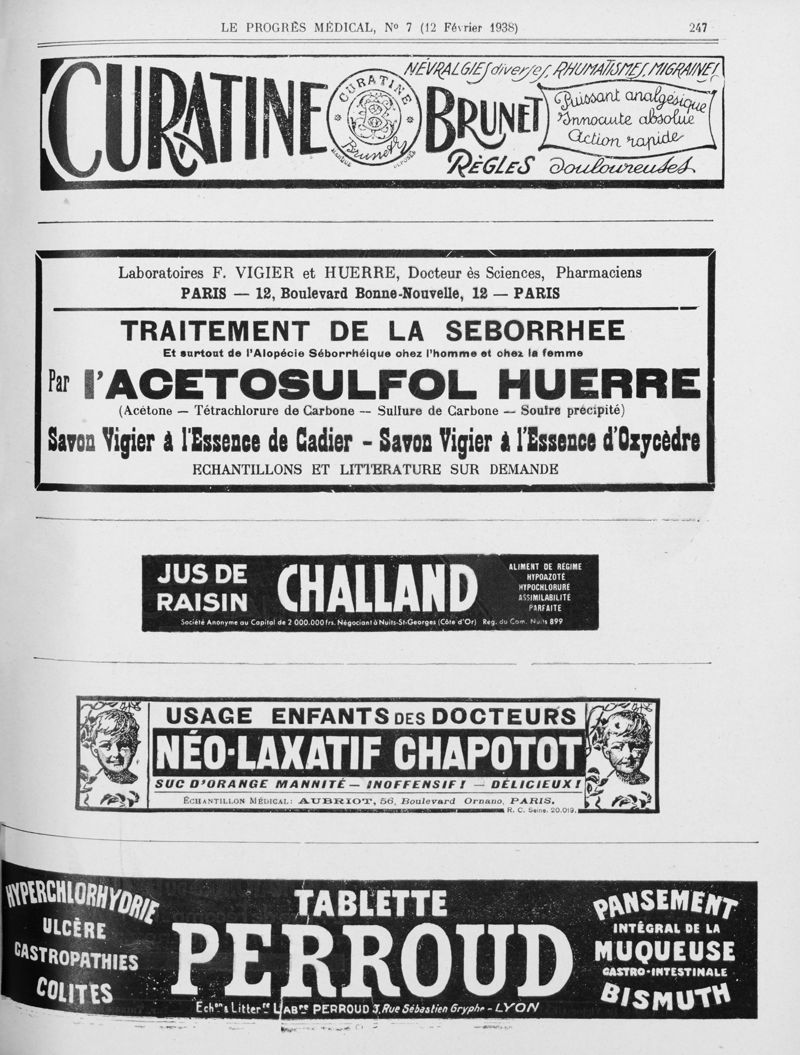 LE PROGRÈS MÉDICAL, Nº 7 (12 Février 1938) 247
CURATINE
CURATINE
Brunet
BRUNET
NÉVRALGIES diverses, RHUMATISMES, MIGRAINES
Puissant analgésique
Innocuité absolue
Action rapide
RÈGLES douloureuses
Laboratoires F. VIGIER et HUERRE, Docteur ès Sciences, Pharmaciens
PARIS — 12, Boulevard Bonne-Nouvelle, 12 — PARIS
TRAITEMENT DE LA SEBORRHEE
Et surtout de l'Alopécie Séborrhéique chez l'homme et chez la femme
Par l'ACETOSULFOL HUERRE
(Acétone — Tétrachlorure de Carbone — Sulfure de Carbone — Soufre précipité)
Savon Vigier à l'Essence de Cadier - Savon Vigier à l'Essence d'Oxycèdre
ECHANTILLONS ET LITTERATURE SUR DEMANDE
JUS DE
RAISIN
CHALLAND
ALIMENT DE RÉGIME
HYPOAZOTÉ
HYPOCHLORURÉ
ASSIMILABILITÉ
PARFAITE
Société Anonyme au Capital de 2 000.000 frs. Négociant à Nuits-St-Georges (Côte d'Or) Reg. du Com. Nuits 899
USAGE ENFANTS DES DOCTEURS
NÉO-LAXATIF CHAPOTOT
SUC D'ORANGE MANNITÉ — INOFFENSIF! — DÉLICIEUX!
ÉCHANTILLON MÉDICAL: AUBRIOT, 56, Boulevard Ornano, PARIS.
R. C. Seine. 20.019.
HYPERCHLORHYDRIE
ULCÈRE
GASTROPATHIES
COLITES
TABLETTE
PERROUD
Échons & Litterre LABres PERROUD 3, Rue Sébastien Gryphe - LYON
PANSEMENT
INTÉGRAL DE LA
MUQUEUSE
GASTRO-INTESTINALE
BISMUTH